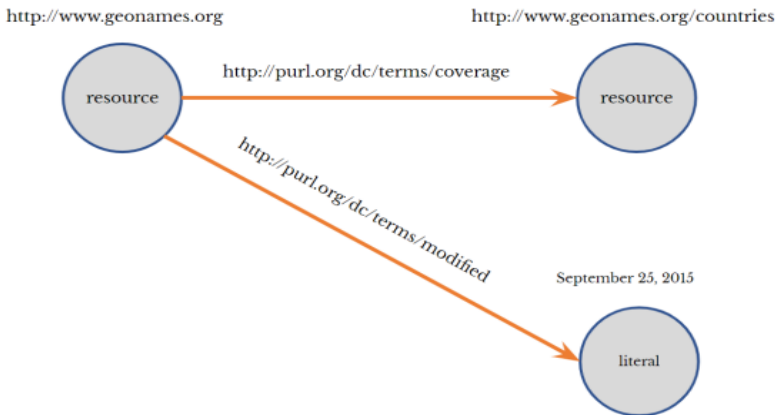 http://www.geonames.org
http://www.geonames.org/countries
resource
http://purl.org/dc/terms/coverage
resource
http://purl.org/dc/terms/modified
September 25, 2015
literal